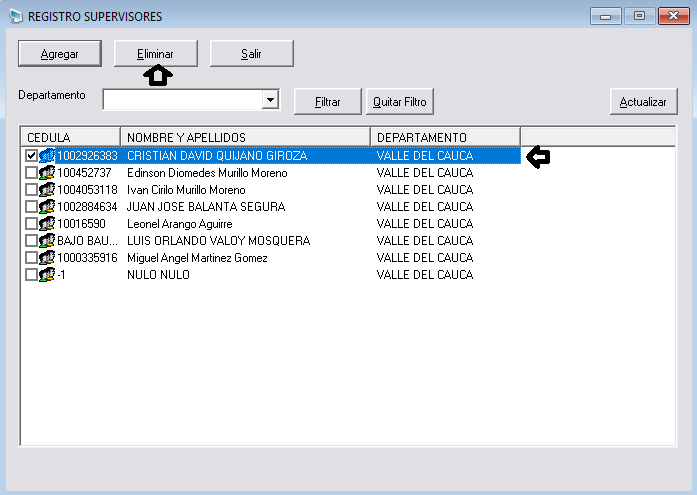 REGISTRO SUPERVISORES
Agregar Eliminar Salir
Departamento Filtrar Quitar Filtro Actualizar
CEDULA NOMBRE Y APELLIDOS DEPARTAMENTO
1002926383 CRISTIAN DAVID QUIJANO GIROZA VALLE DEL CAUCA
100452737 Edinson Diomedes Murillo Moreno VALLE DEL CAUCA
1004053118 Ivan Cirilo Murillo Moreno VALLE DEL CAUCA
1002884634 JUAN JOSE BALANTA SEGURA VALLE DEL CAUCA
10016590 Leonel Arango Aguirre VALLE DEL CAUCA
BAJO BAU... LUIS ORLANDO VALOY MOSQUERA VALLE DEL CAUCA
1000335916 Miguel Angel Martinez Gomez VALLE DEL CAUCA
-1 NULO NULO VALLE DEL CAUCA